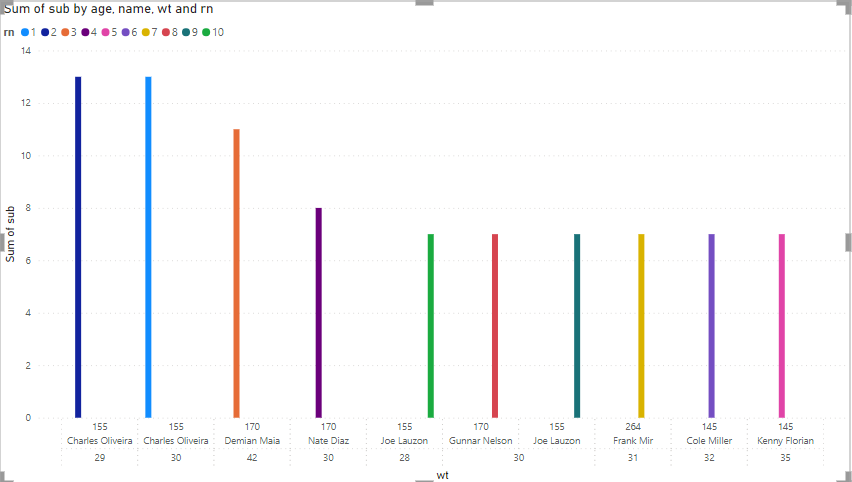 Sum of sub by age, name, wt and rn
rn 1 2 3 4 5 6 7 8 9 10
14
12
10
8
6
4
2
0
Sum of sub
155 155 170 170 155 170 155 264 145 145
Charles Oliveira Charles Oliveira Demian Maia Nate Diaz Joe Lauzon Gunnar Nelson Joe Lauzon Frank Mir Cole Miller Kenny Florian
29 30 42 30 28 30 31 32 35
wt